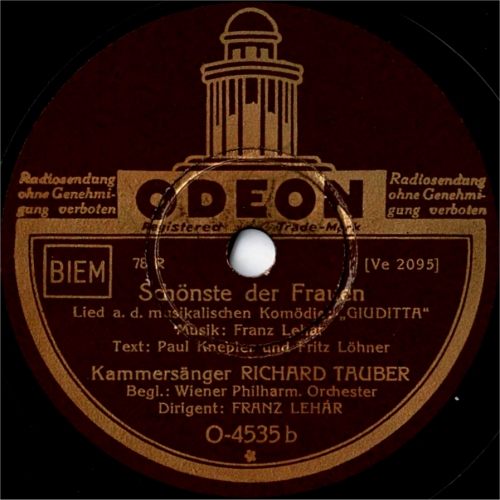 Radiosendung
ohne Genehmi-
gung verboten
ODEON
Radiosendung
ohne Genehmi-
gung verboten
Registered Trade-Mark
BIEM
78 R
[Ve 2095]
Schönste der Frauen
Lied a. d. musikalischen Komödie: „GIUDITTA"
Musik: Franz Lehár
Text: Paul Knepler und Fritz Löhner
Kammersänger RICHARD TAUBER
Begl.: Wiener Philharm. Orchester
Dirigent: FRANZ LEHÁR
O-4535 b